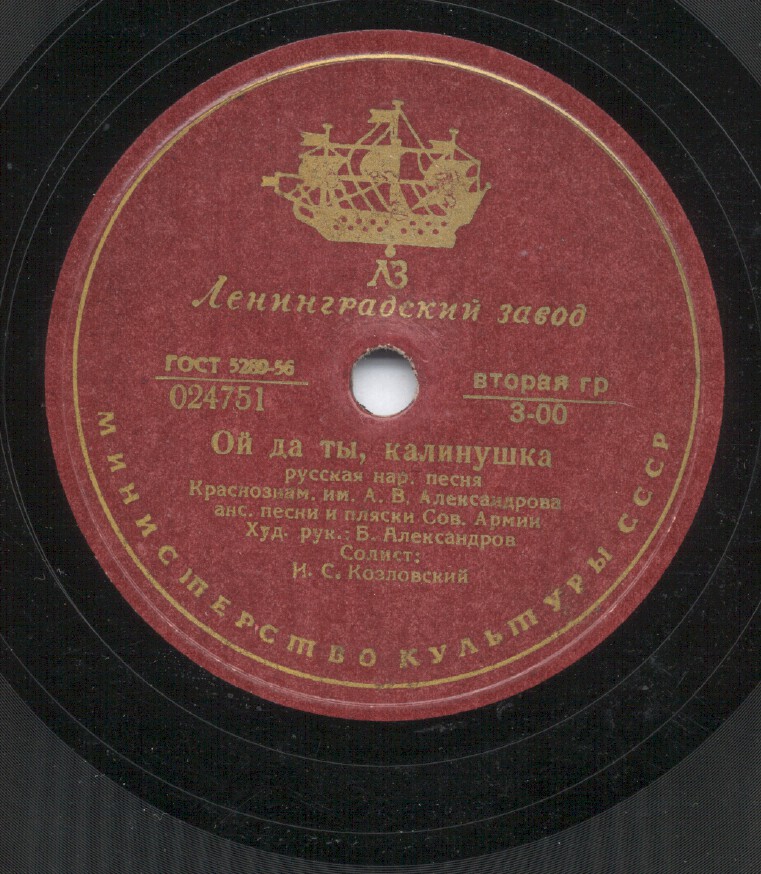 ЛЗ
Ленинградский завод
ГОСТ 5289-56
024751
вторая гр
3-00
Ой да ты, калинушка
русская нар. песня
Краснознам. им. А. В. Александрова
анс. песни и пляски Сов. Армии
Худ. рук.: Б. Александров
Солист:
И. С. Козловский
МИНИСТЕРСТВО КУЛЬТУРЫ СССР